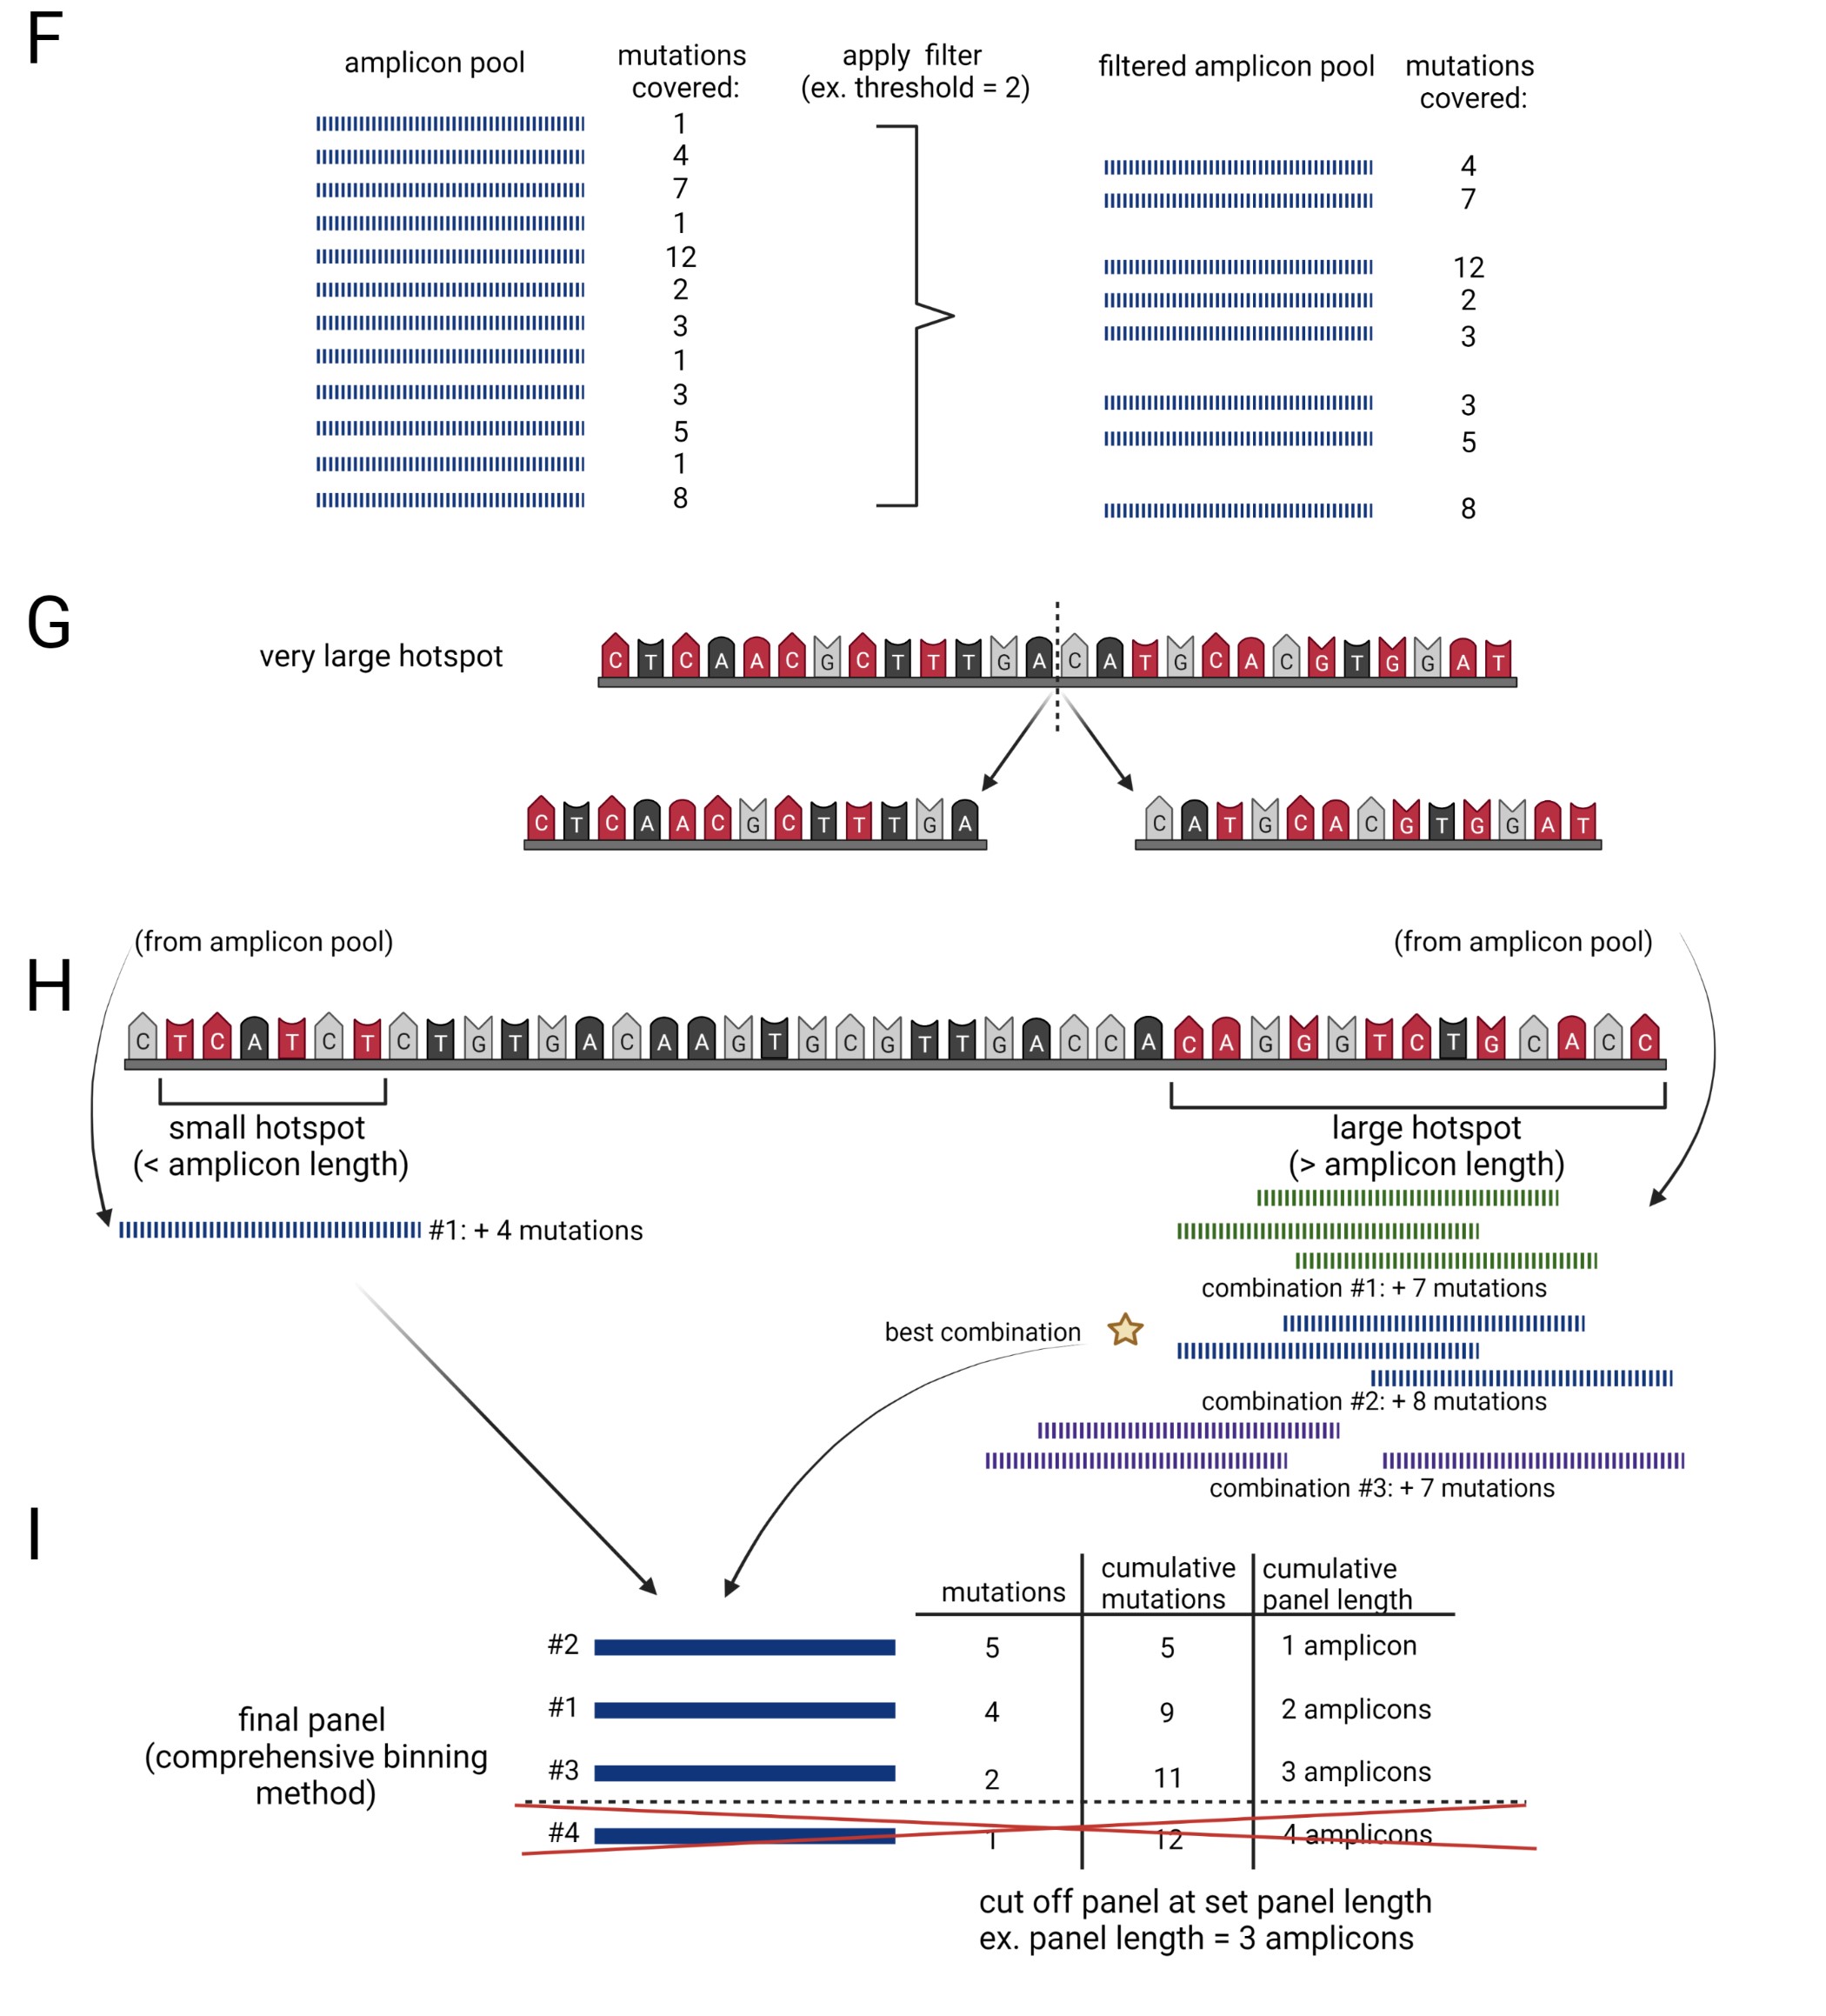 F
amplicon pool
mutations
covered:
apply filter
(ex. threshold = 2)
filtered amplicon pool
mutations
covered:
1
4
7
1
12
2
3
1
3
5
1
8
4
7
12
2
3
3
5
8
G
very large hotspot
C T C A A C G C T T T G A C A T G C A C G T G G A T
C T C A A C G C T T T G A
C A T G C A C G T G G A T
H
(from amplicon pool)
(from amplicon pool)
C T C A T C T C T G T G A C A A G T G C G T T G A C C A C A G G G T C T G C A C C
small hotspot
(< amplicon length)
large hotspot
(> amplicon length)
#1: + 4 mutations
combination #1: + 7 mutations
best combination
combination #2: + 8 mutations
combination #3: + 7 mutations
I
mutations
cumulative
mutations
cumulative
panel length
#2 5 5 1 amplicon
#1 4 9 2 amplicons
#3 2 11 3 amplicons
#4 1 12 4 amplicons
final panel
(comprehensive binning
method)
cut off panel at set panel length
ex. panel length = 3 amplicons